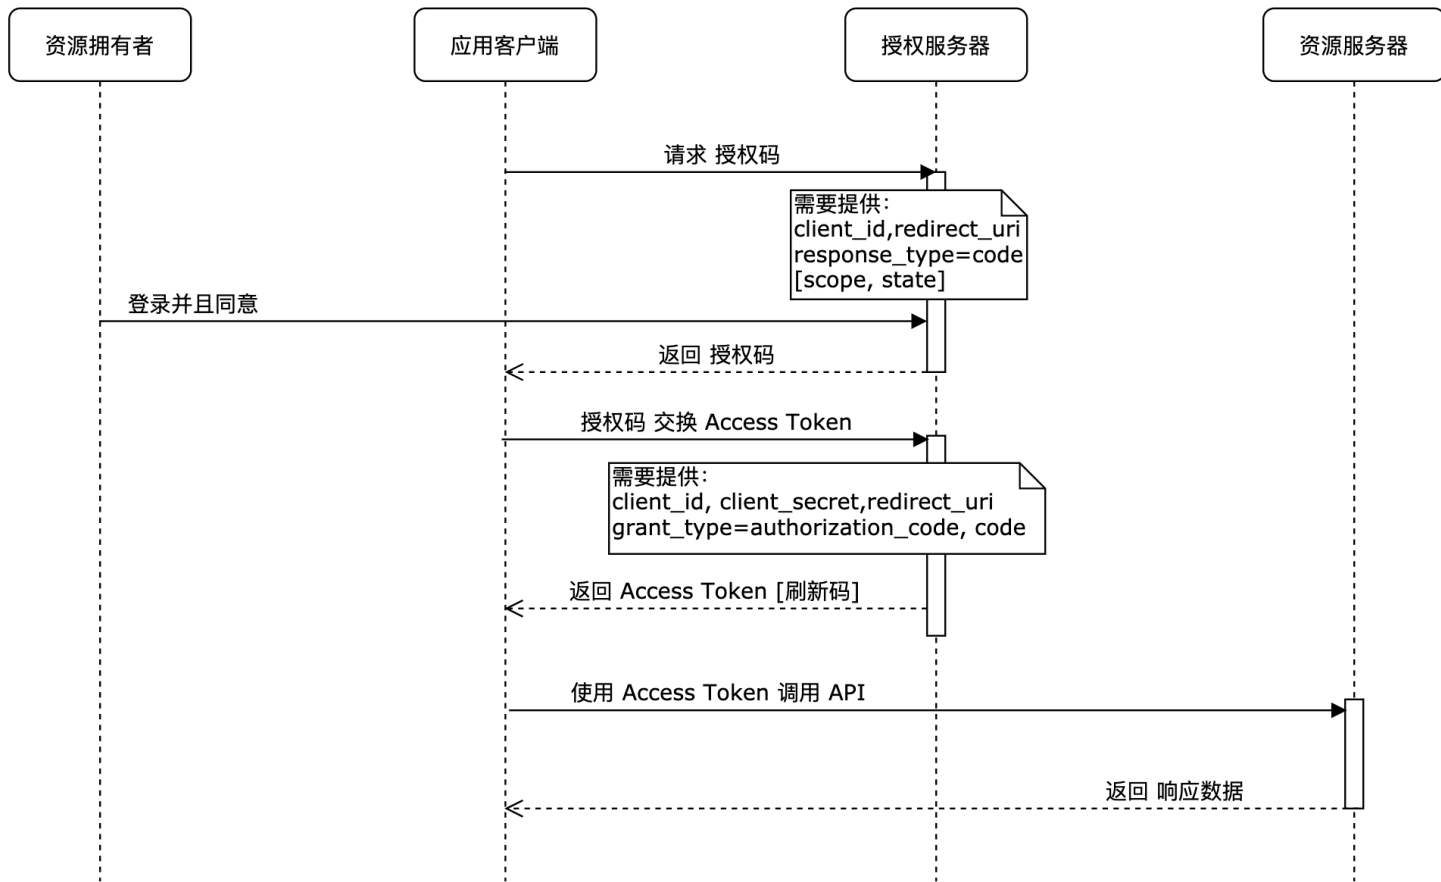 资源拥有者
应用客户端
授权服务器
资源服务器
请求 授权码
需要提供：
client_id,redirect_uri
response_type=code
[scope, state]
登录并且同意
返回 授权码
授权码 交换 Access Token
需要提供：
client_id, client_secret,redirect_uri
grant_type=authorization_code, code
返回 Access Token [刷新码]
使用 Access Token 调用 API
返回 响应数据